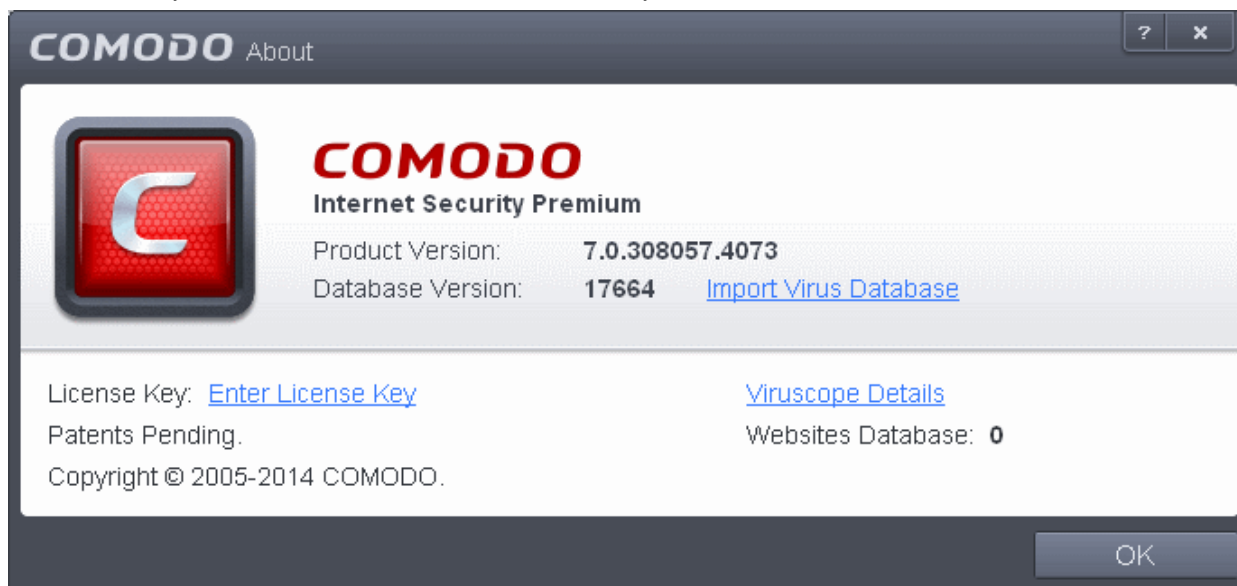 COMODO About
? x
C
COMODO
Internet Security Premium
Product Version: 7.0.308057.4073
Database Version: 17664 Import Virus Database
License Key: Enter License Key
Viruscope Details
Patents Pending.
Websites Database: 0
Copyright © 2005-2014 COMODO.
OK